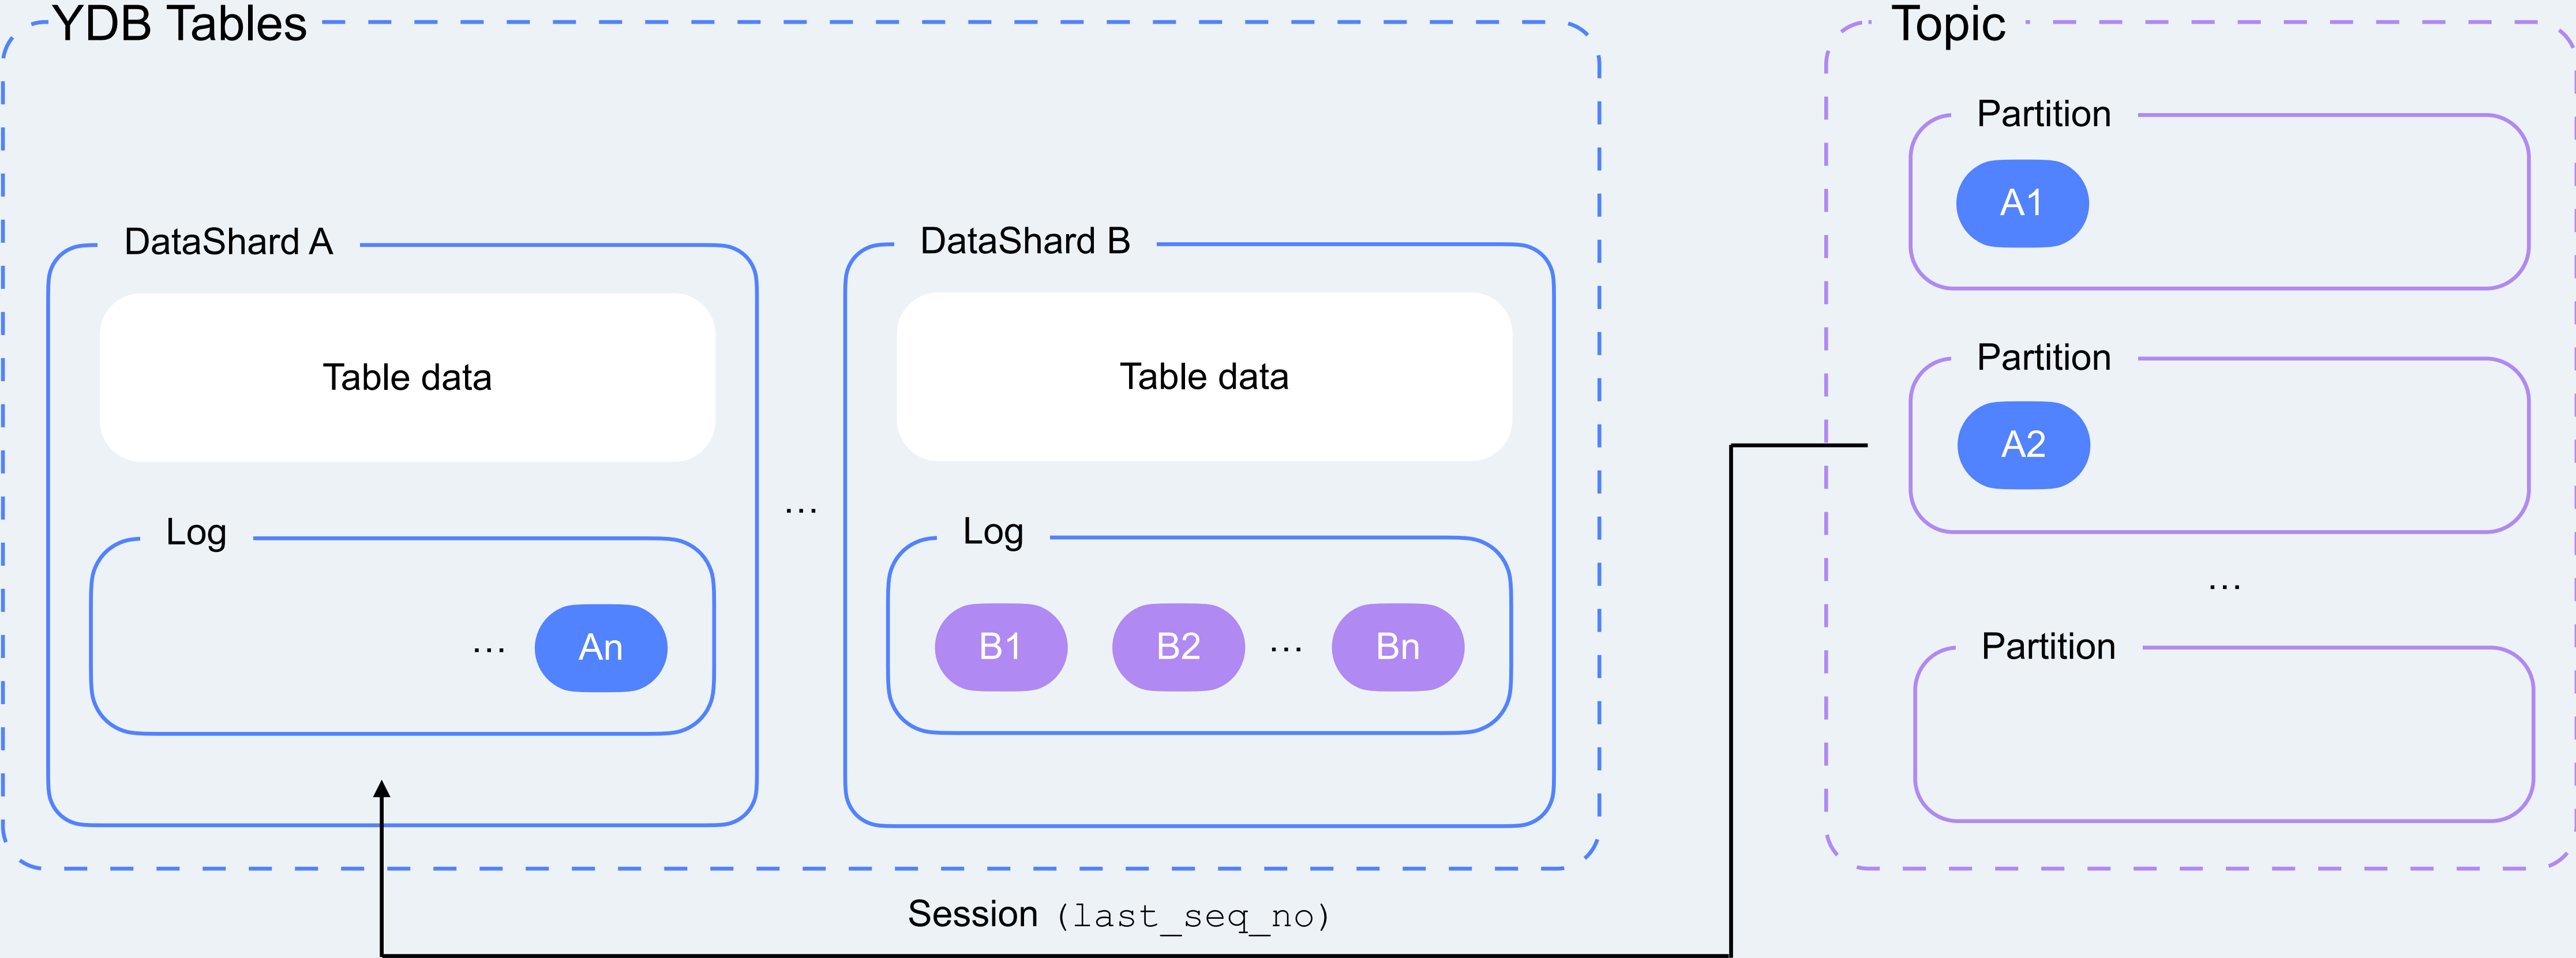 YDB Tables
DataShard A
Table data
Log
... An
...
DataShard B
Table data
Log
B1 B2 ... Bn
Session (last_seq_no)
Topic
Partition
A1
Partition
A2
...
Partition